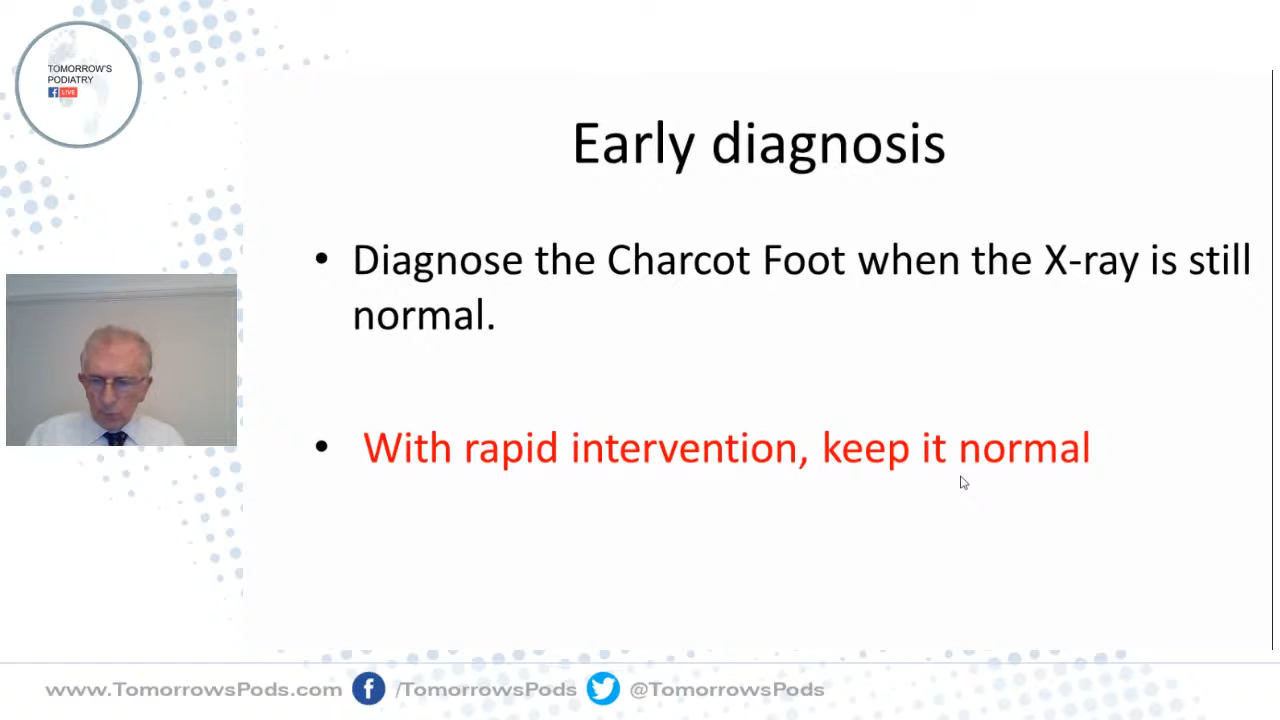 TOMORROW'S
PODIATRY
f LIVE
Early diagnosis
• Diagnose the Charcot Foot when the X-ray is still
normal.
• With rapid intervention, keep it normal
www.TomorrowsPods.com f /TomorrowsPods @TomorrowsPods